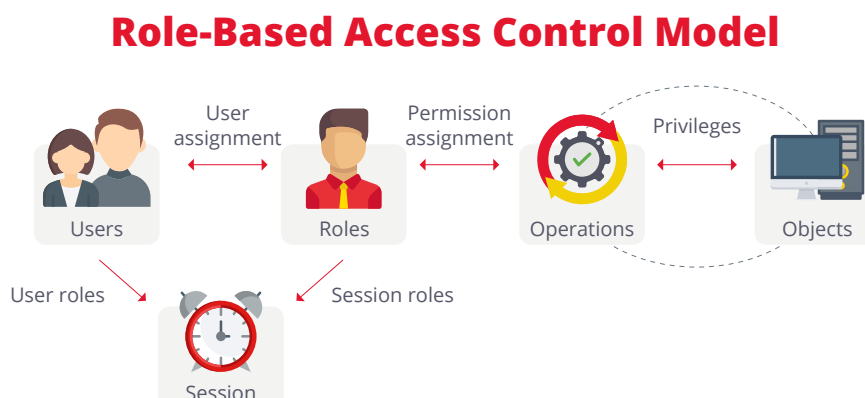 Role-Based Access Control Model
User
assignment
Permission
assignment
Privileges
Users
Roles
Operations
Objects
User roles
Session roles
Session